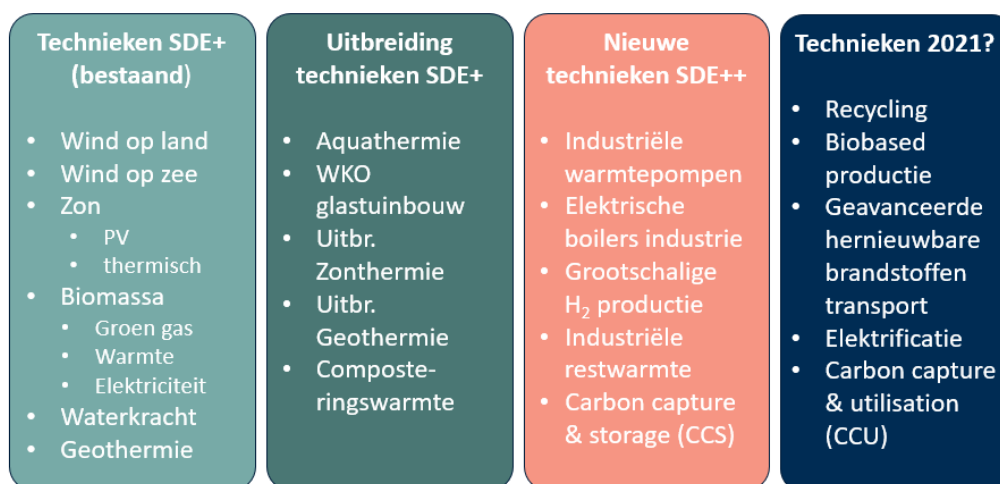 Technieken SDE+
(bestaand)
• Wind op land
• Wind op zee
• Zon
• PV
• thermisch
• Biomassa
• Groen gas
• Warmte
• Elektriciteit
• Waterkracht
• Geothermie
Uitbreiding
technieken SDE+
• Aquathermie
• WKO
glastuinbouw
• Uitbr.
Zonthermie
• Uitbr.
Geothermie
• Composte-
ringswarmte
Nieuwe
technieken SDE++
• Industriële
warmtepompen
• Elektrische
boilers industrie
• Grootschalige
H₂ productie
• Industriële
restwarmte
• Carbon capture
& storage (CCS)
Technieken 2021?
• Recycling
• Biobased
productie
• Geavanceerde
hernieuwbare
brandstoffen
transport
• Elektrificatie
• Carbon capture
& utilisation
(CCU)